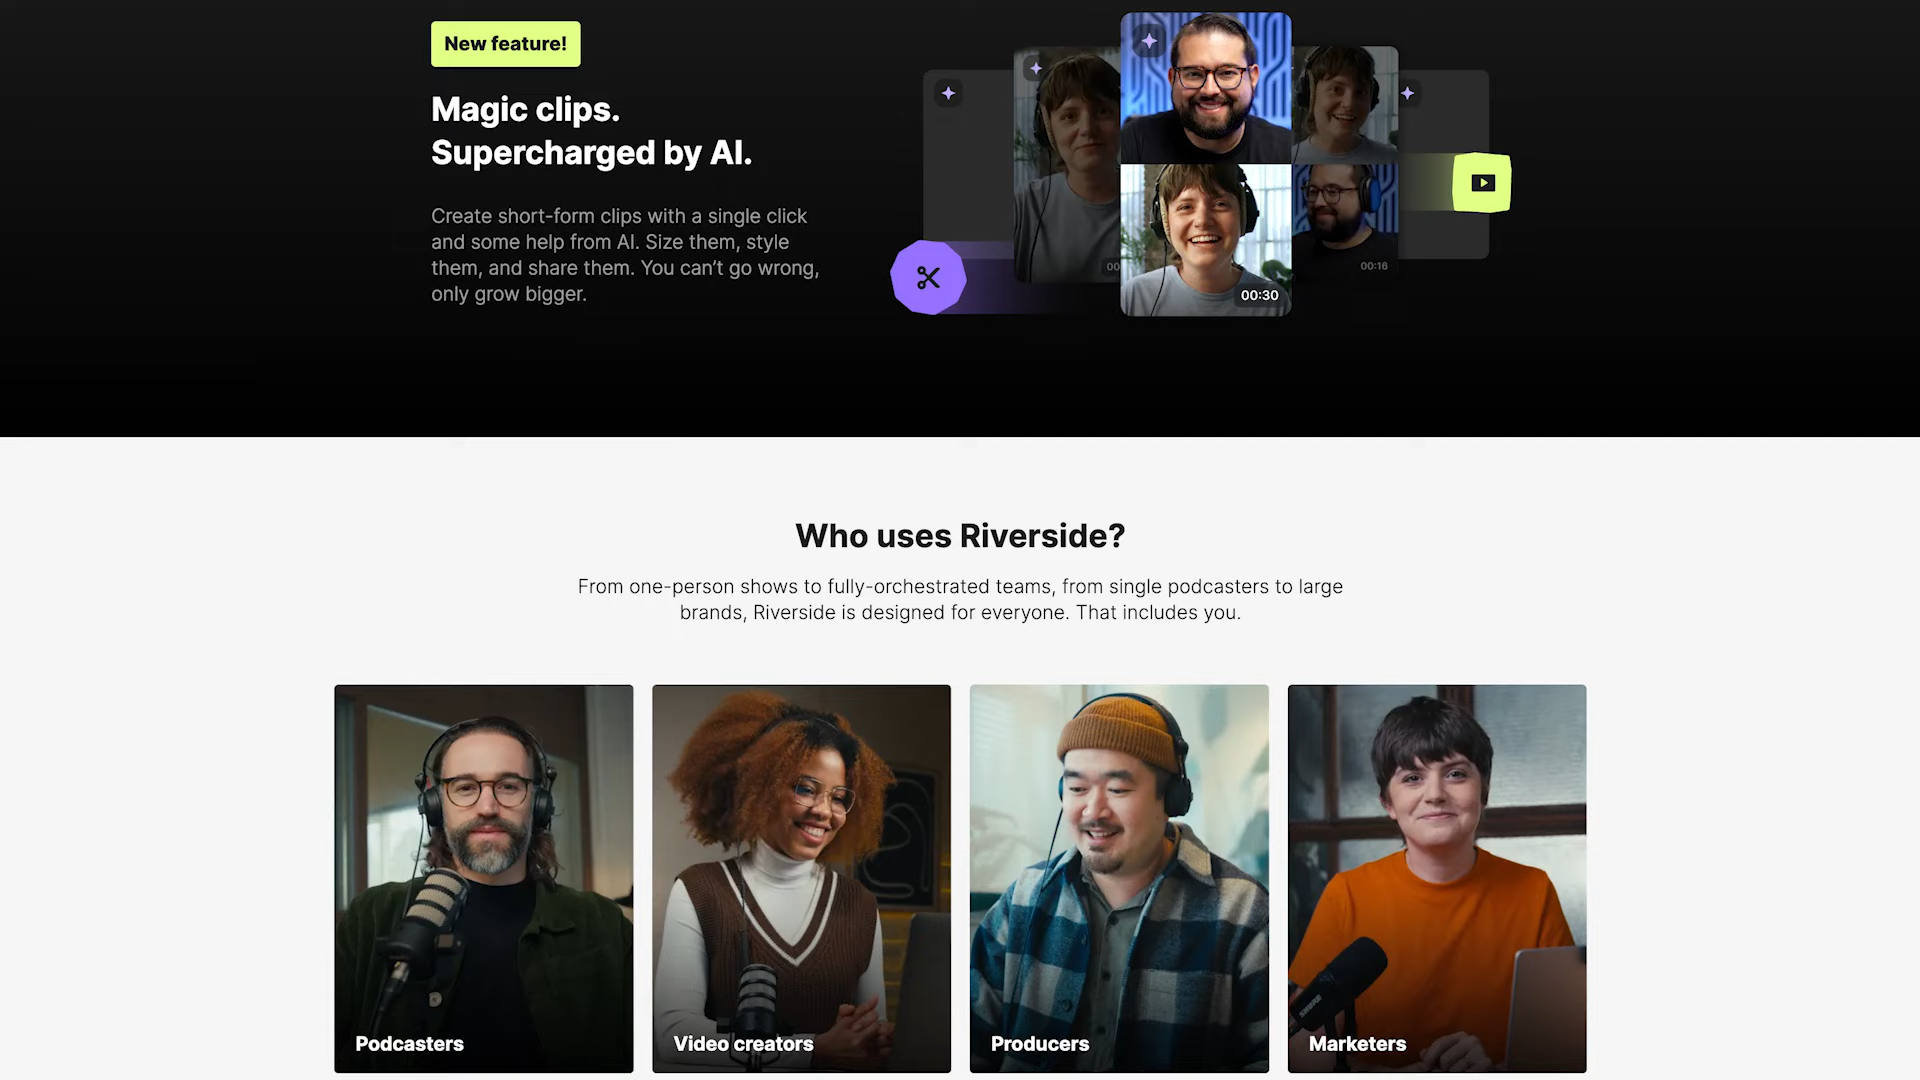 New feature!
Magic clips.
Supercharged by AI.
Create short-form clips with a single click
and some help from AI. Size them, style
them, and share them. You can’t go wrong,
only grow bigger.
00
00:30
00:16
Who uses Riverside?
From one-person shows to fully-orchestrated teams, from single podcasters to large
brands, Riverside is designed for everyone. That includes you.
Podcasters
Video creators
Producers
Marketers